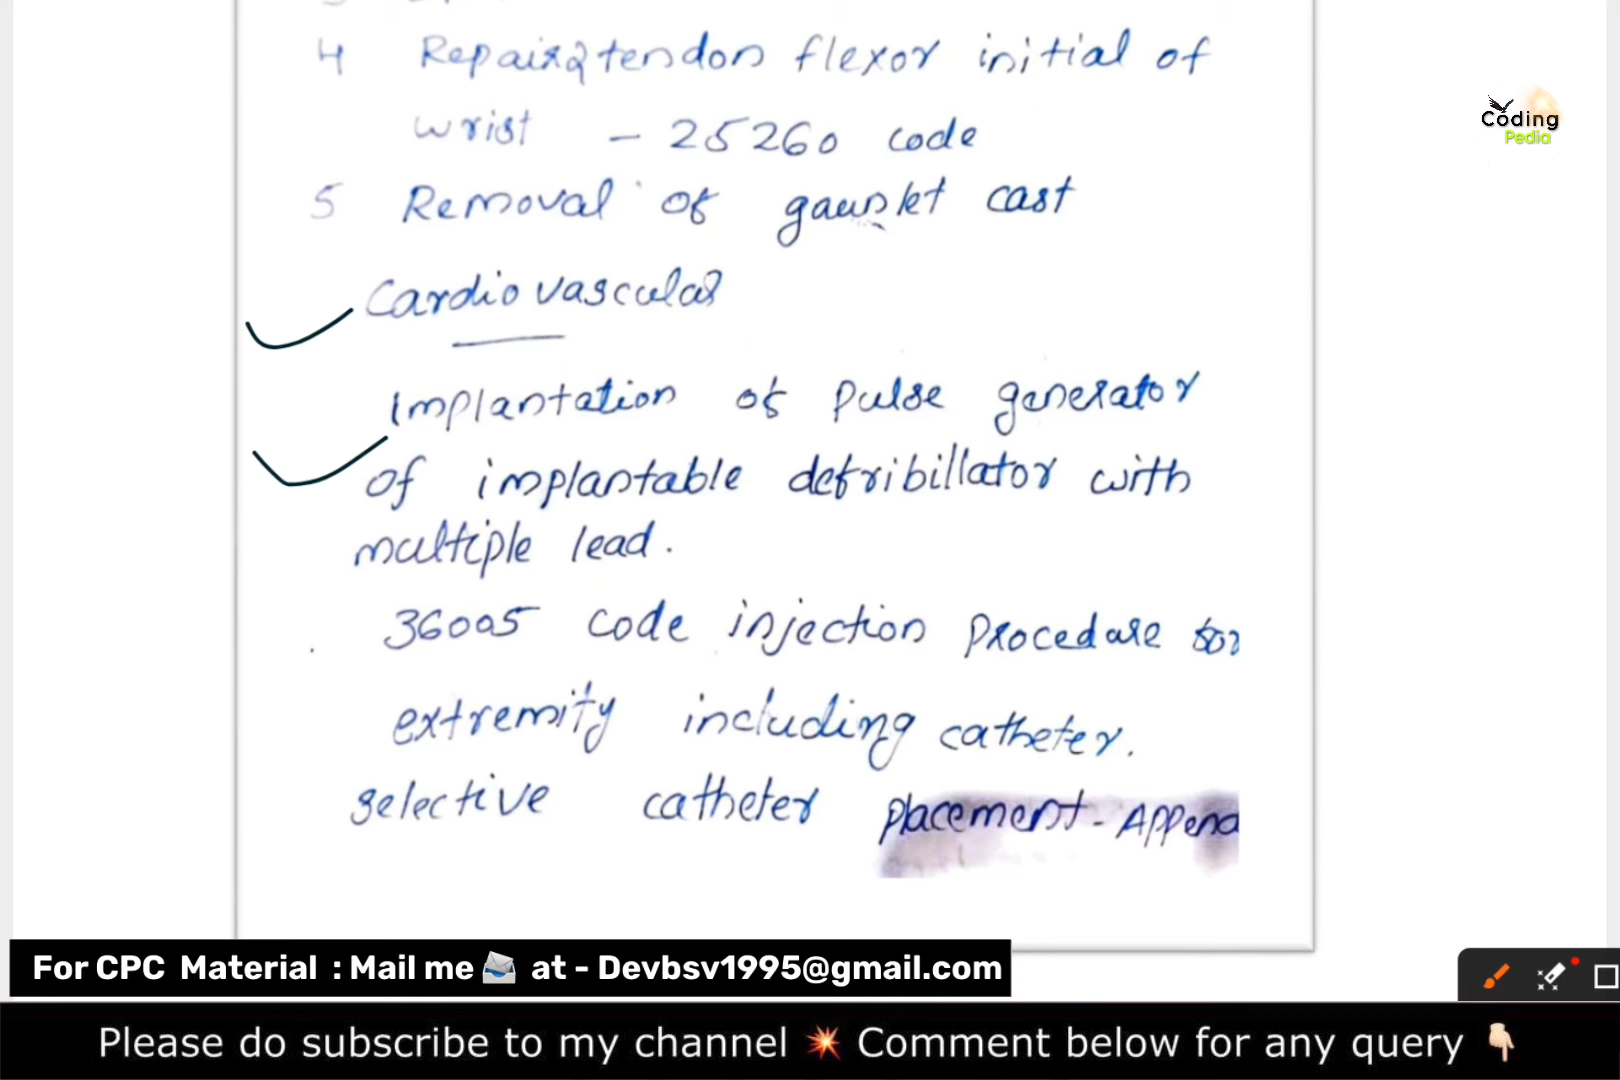 4 Repair 2 tendon flexor initial of
wrist - 25260 code
5 Removal of gaunket cast
Cardiovascular
Implantation of pulse generator
of implantable defribillator with
multiple lead.
36005 code injection procedure for
extremity including catheter.
selective catheter placement - Append
Coding
Pedia
For CPC Material : Mail me at - Devbsv1995@gmail.com
Please do subscribe to my channel Comment below for any query